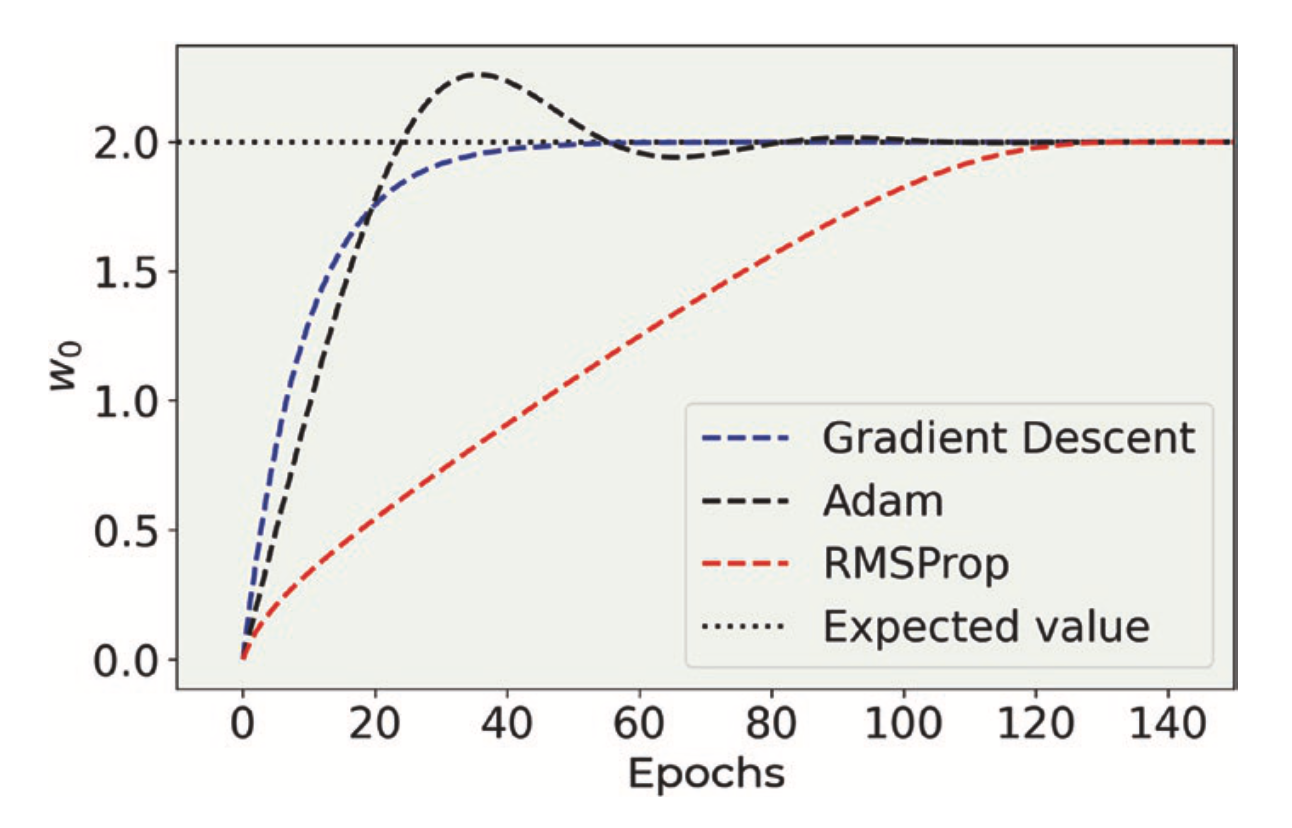 2.0
1.5
1.0
0.5
0.0
w₀
Gradient Descent
Adam
RMSProp
Expected value
0 20 40 60 80 100 120 140
Epochs